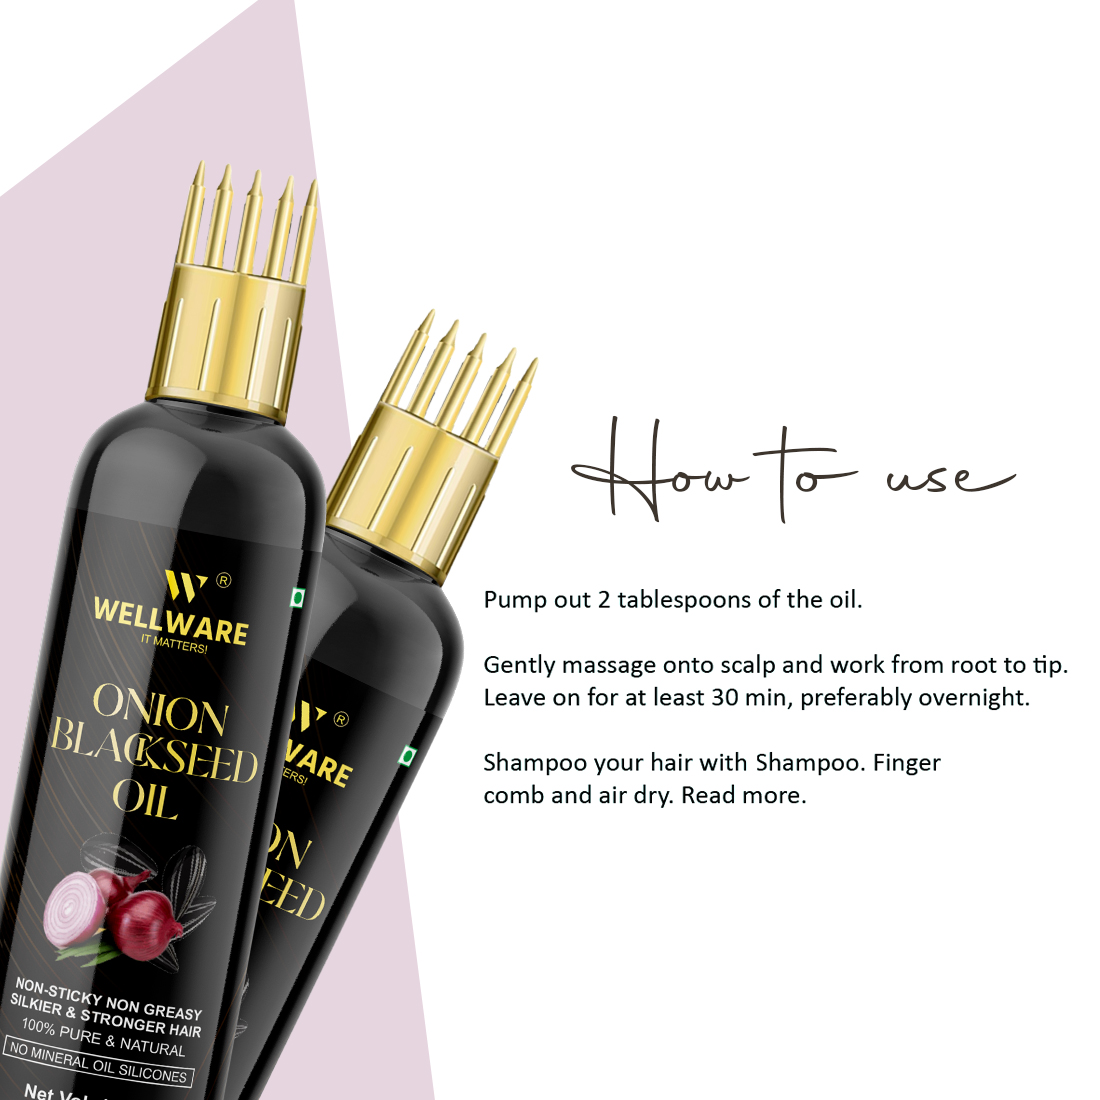 W ®
WELLWARE
IT MATTERS!
ONION
BLACKSEED
OIL
NON-STICKY NON GREASY
SILKIER & STRONGER HAIR
100% PURE & NATURAL
NO MINERAL OIL SILICONES
Net Vol
®
How to use
Pump out 2 tablespoons of the oil.
Gently massage onto scalp and work from root to tip.
Leave on for at least 30 min, preferably overnight.
Shampoo your hair with Shampoo. Finger
comb and air dry. Read more.